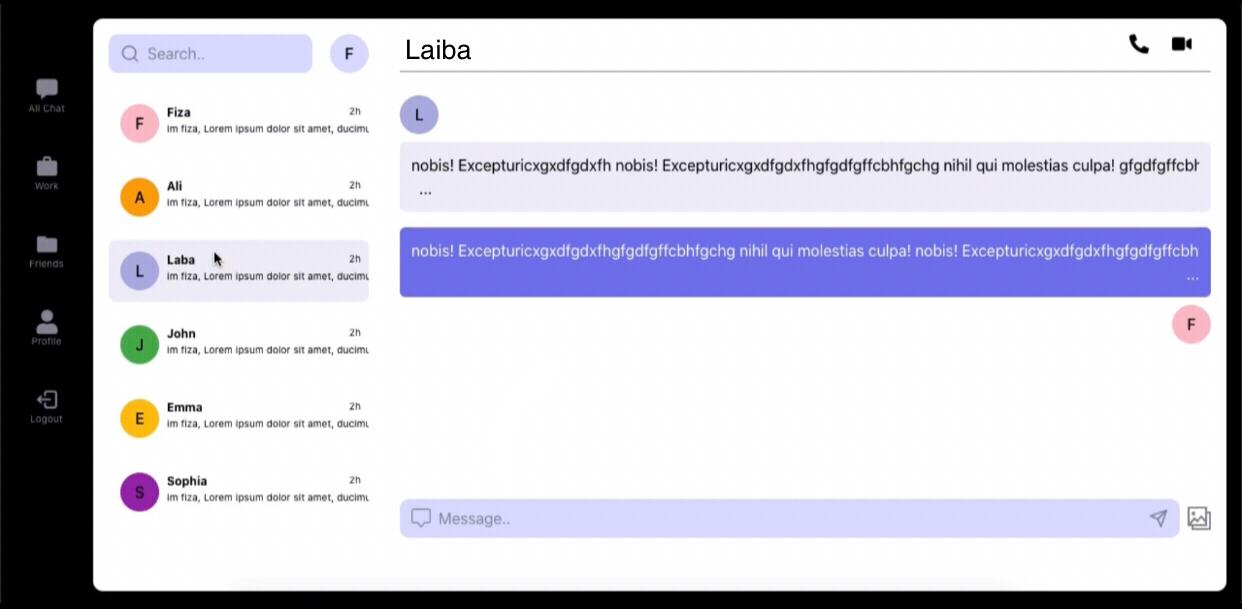 All Chat
Work
Friends
Profile
Logout
Search..
F
F
Fiza
2h
im fiza, Lorem ipsum dolor sit amet, ducimu
A
Ali
2h
im fiza, Lorem ipsum dolor sit amet, ducimu
L
Laba
2h
im fiza, Lorem ipsum dolor sit amet, ducimu
J
John
2h
im fiza, Lorem ipsum dolor sit amet, ducimu
E
Emma
2h
im fiza, Lorem ipsum dolor sit amet, ducimu
S
Sophia
2h
im fiza, Lorem ipsum dolor sit amet, ducimu
Laiba
L
nobis! Excepturicxgxdfgdxfh nobis! Excepturicxgxdfgdxfhgfgdfgffcbhfgchg nihil qui molestias culpa! gfgdfgffcbh
...
nobis! Excepturicxgxdfgdxfhgfgdfgffcbhfgchg nihil qui molestias culpa! nobis! Excepturicxgxdfgdxfhgfgdfgffcbh
...
F
Message..